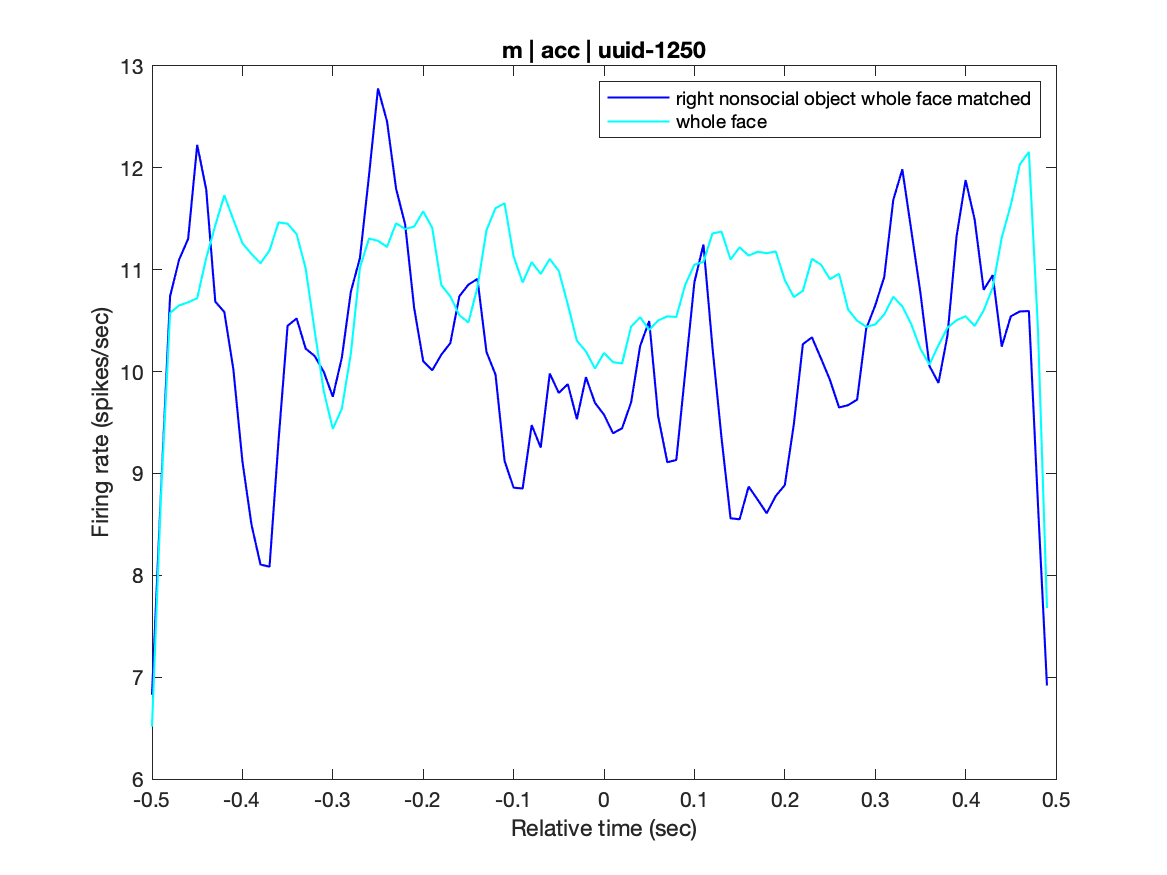 m | acc | uuid-1250
right nonsocial object whole face matched
whole face
13
12
11
10
9
8
7
6
Firing rate (spikes/sec)
-0.5 -0.4 -0.3 -0.2 -0.1 0 0.1 0.2 0.3 0.4 0.5
Relative time (sec)